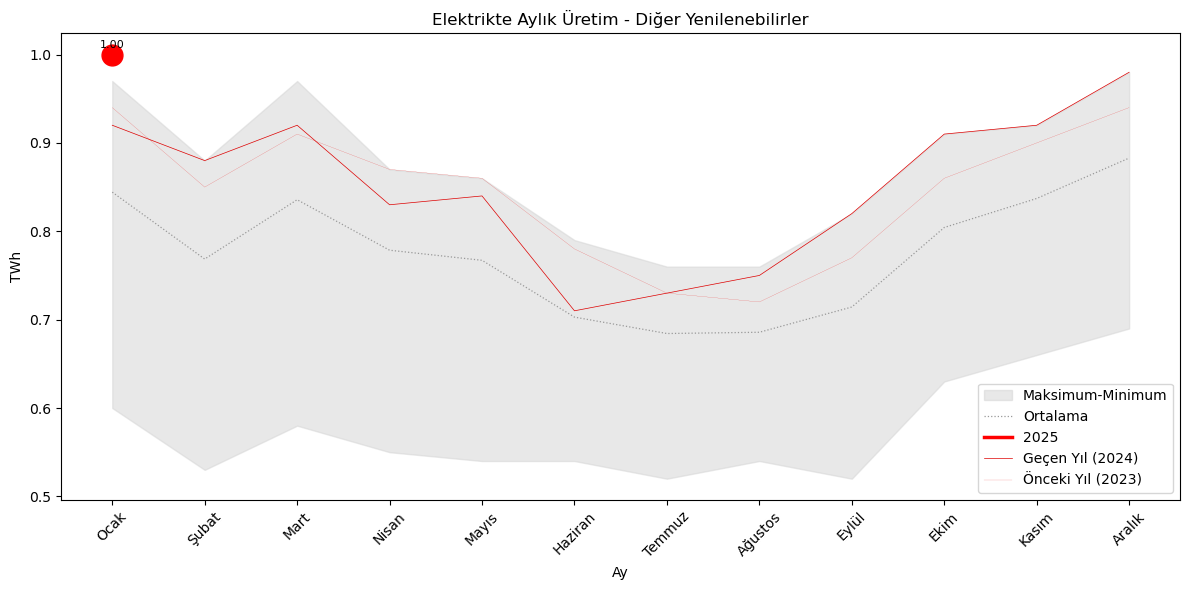 Elektrikte Aylık Üretim - Diğer Yenilenebilirler
1.00
1.0
0.9
0.8
0.7
0.6
0.5
TWh
Maksimum-Minimum
Ortalama
2025
Geçen Yıl (2024)
Önceki Yıl (2023)
Ocak
Şubat
Mart
Nisan
Mayıs
Haziran
Temmuz
Ağustos
Eylül
Ekim
Kasım
Aralık
Ay